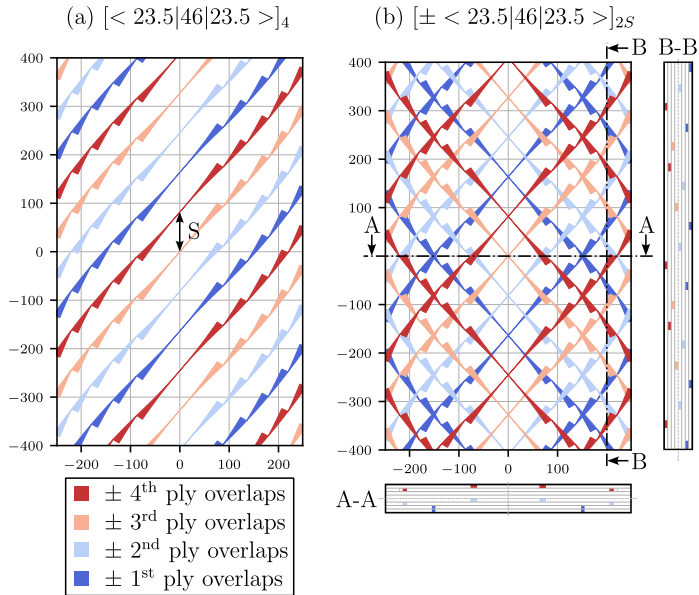 (a) [< 23.5|46|23.5 >]₄
(b) [± < 23.5|46|23.5 >]₂S
B B-B
400
300
200
100
0
−100
−200
−300
−400
−200 −100 0 100 200
S
400
300
200
100
0
−100
−200
−300
−400
−200 −100 0 100
A A
B
A-A
± 4th ply overlaps
± 3rd ply overlaps
± 2nd ply overlaps
± 1st ply overlaps